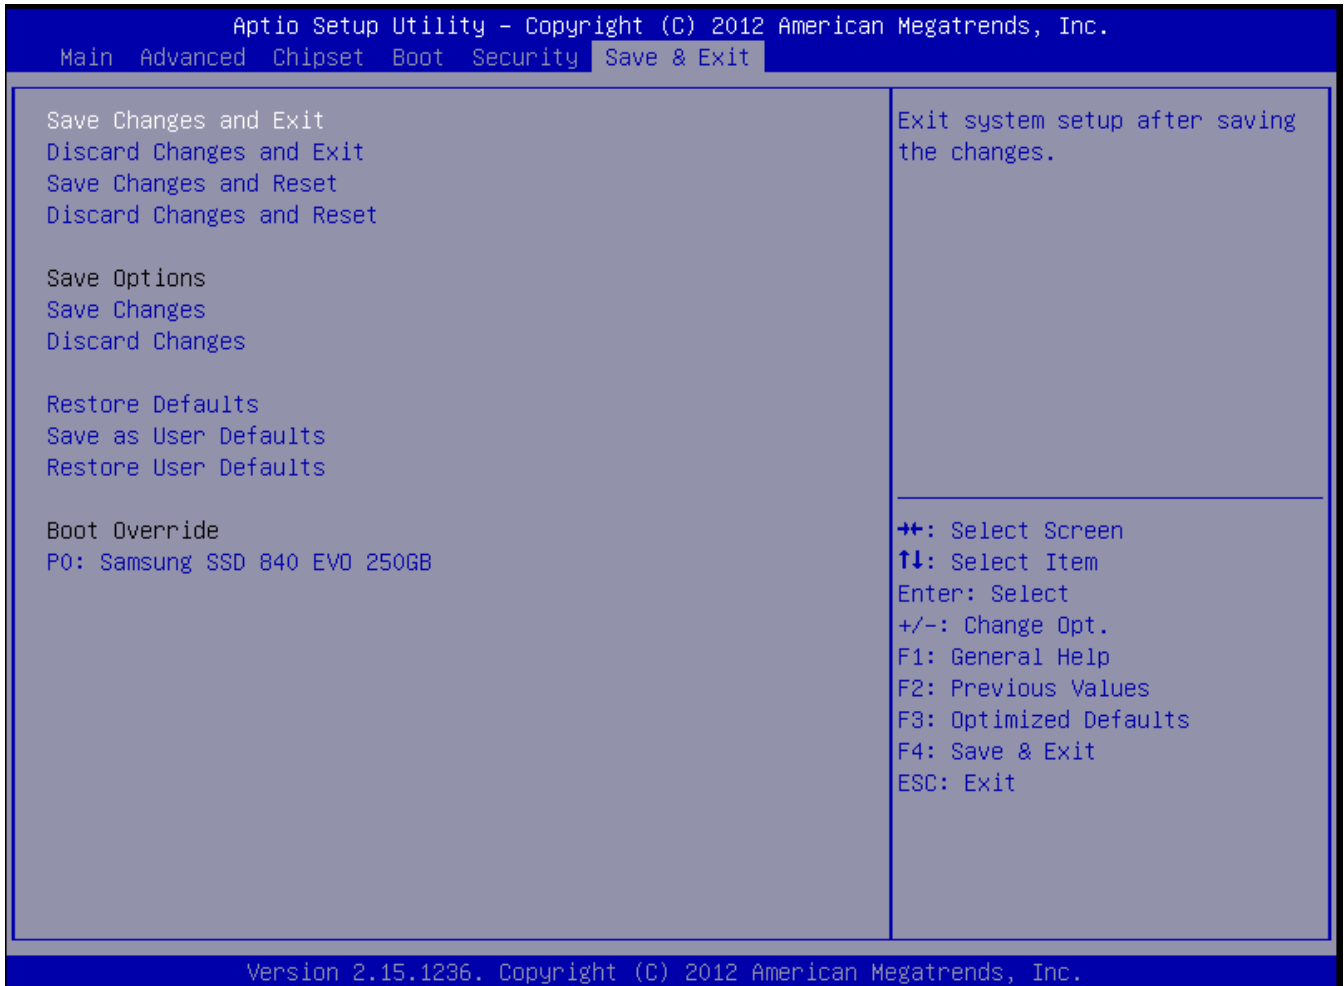 Aptio Setup Utility – Copyright (C) 2012 American Megatrends, Inc.
Main Advanced Chipset Boot Security Save & Exit
Save Changes and Exit
Discard Changes and Exit
Save Changes and Reset
Discard Changes and Reset
Save Options
Save Changes
Discard Changes
Restore Defaults
Save as User Defaults
Restore User Defaults
Boot Override
P0: Samsung SSD 840 EVO 250GB
Exit system setup after saving
the changes.
→←: Select Screen
↑↓: Select Item
Enter: Select
+/-: Change Opt.
F1: General Help
F2: Previous Values
F3: Optimized Defaults
F4: Save & Exit
ESC: Exit
Version 2.15.1236. Copyright (C) 2012 American Megatrends, Inc.